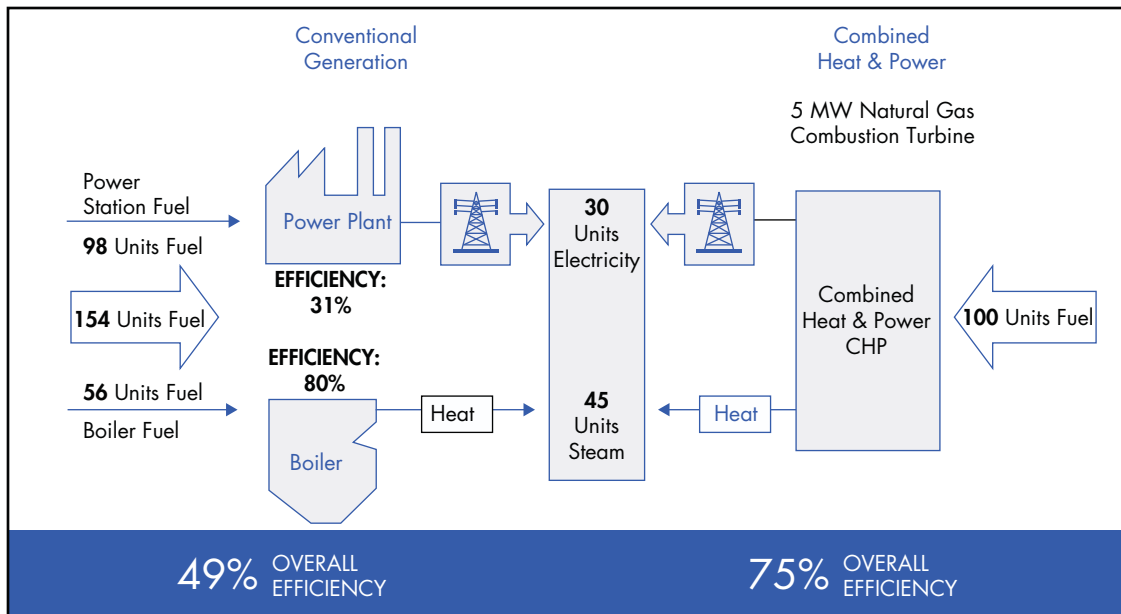 Conventional
Generation
Combined
Heat & Power
5 MW Natural Gas
Combustion Turbine
Power
Station Fuel
98 Units Fuel
154 Units Fuel
56 Units Fuel
Boiler Fuel
Power Plant
EFFICIENCY:
31%
EFFICIENCY:
80%
Boiler
Heat
30
Units
Electricity
45
Units
Steam
Heat
Combined
Heat & Power
CHP
100 Units Fuel
49% OVERALL
EFFICIENCY
75% OVERALL
EFFICIENCY